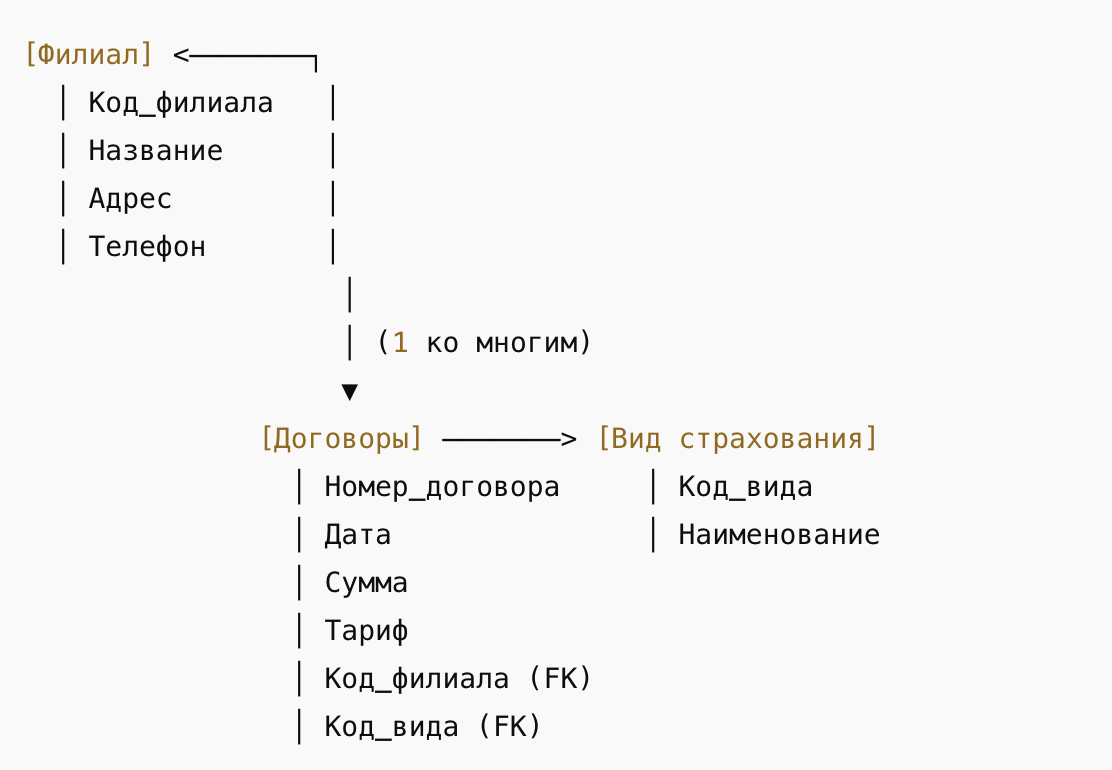 [Филиал] <───────┐
│ Код_филиала │
│ Название │
│ Адрес │
│ Телефон │
│
│ (1 ко многим)
▼
[Договоры] ───────> [Вид страхования]
│ Номер_договора │ Код_вида
│ Дата │ Наименование
│ Сумма
│ Тариф
│ Код_филиала (FK)
│ Код_вида (FK)